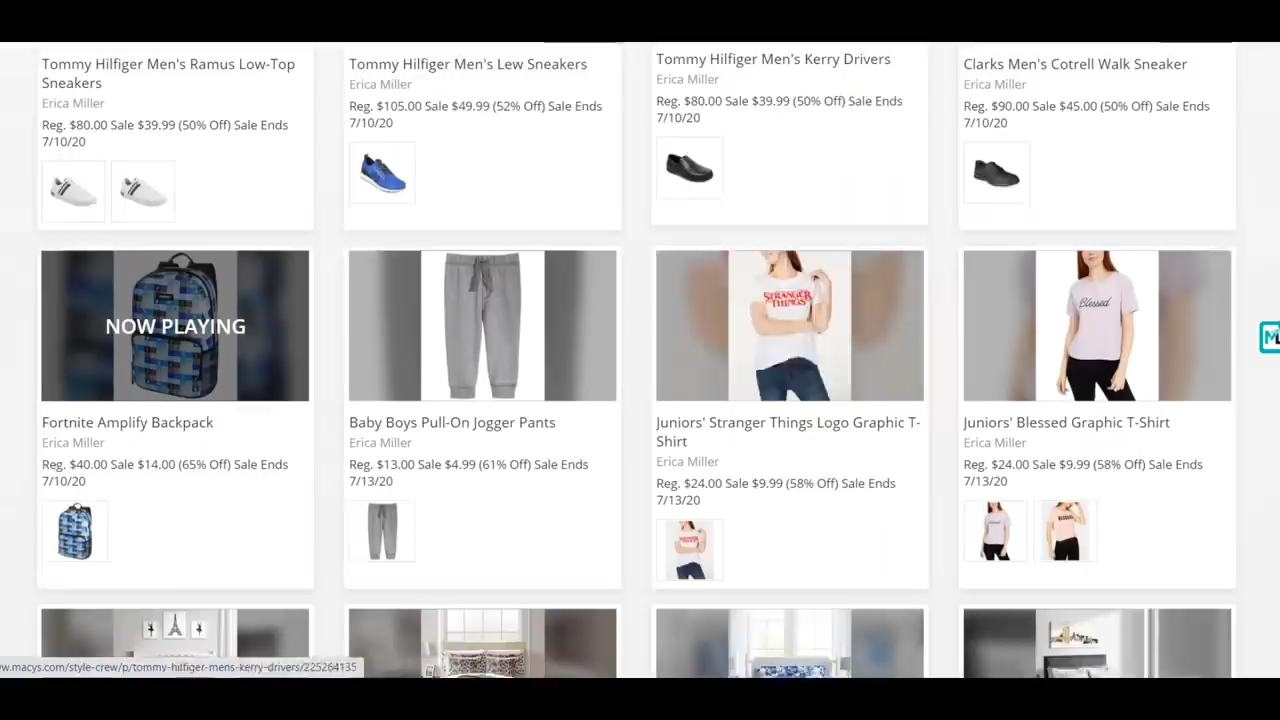 Tommy Hilfiger Men's Ramus Low-Top
Sneakers
Erica Miller
Reg. $80.00 Sale $39.99 (50% Off) Sale Ends
7/10/20
Tommy Hilfiger Men's Lew Sneakers
Erica Miller
Reg. $105.00 Sale $49.99 (52% Off) Sale Ends
7/10/20
Tommy Hilfiger Men's Kerry Drivers
Erica Miller
Reg. $80.00 Sale $39.99 (50% Off) Sale Ends
7/10/20
Clarks Men's Cotrell Walk Sneaker
Erica Miller
Reg. $90.00 Sale $45.00 (50% Off) Sale Ends
7/10/20
NOW PLAYING
Fortnite Amplify Backpack
Erica Miller
Reg. $40.00 Sale $14.00 (65% Off) Sale Ends
7/10/20
Baby Boys Pull-On Jogger Pants
Erica Miller
Reg. $13.00 Sale $4.99 (61% Off) Sale Ends
7/13/20
STRANGER
THINGS
Juniors' Stranger Things Logo Graphic T-
Shirt
Erica Miller
Reg. $24.00 Sale $9.99 (58% Off) Sale Ends
7/13/20
Blessed
Juniors' Blessed Graphic T-Shirt
Erica Miller
Reg. $24.00 Sale $9.99 (58% Off) Sale Ends
7/13/20
w.macys.com/style-crew/p/tommy-hilfiger-mens-kerry-drivers/225264135